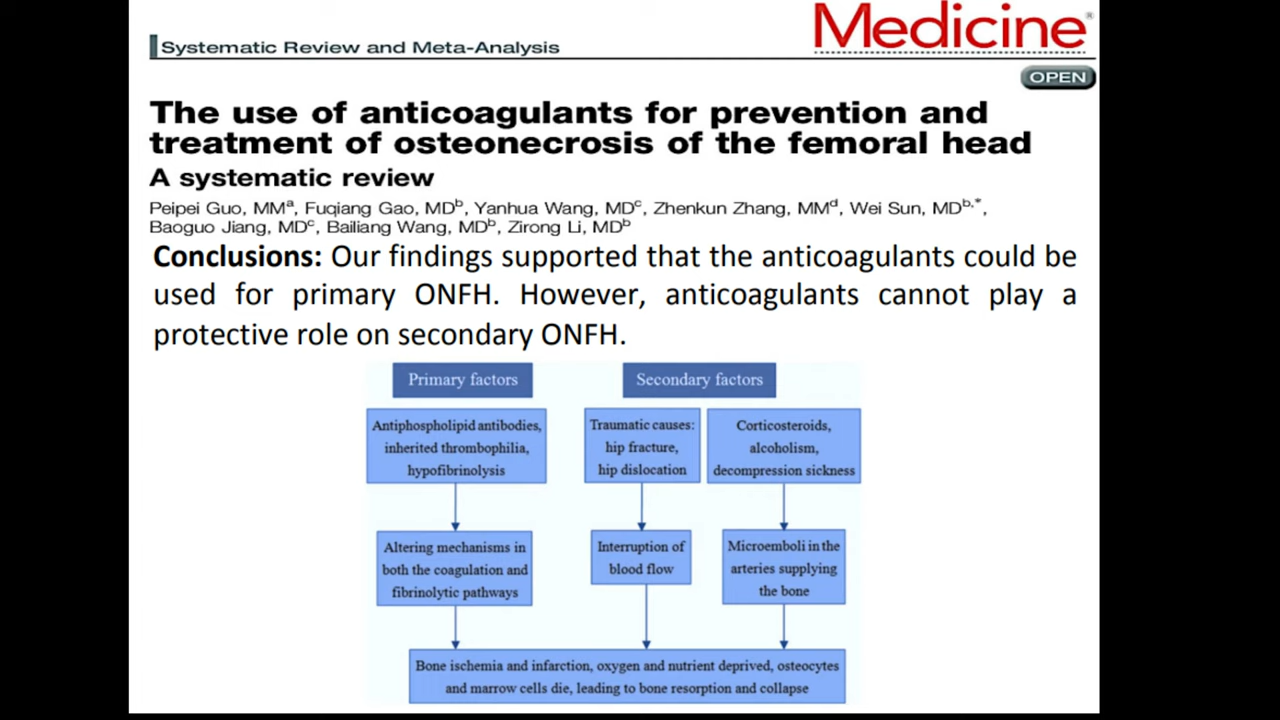 Systematic Review and Meta-Analysis
Medicine®
OPEN
The use of anticoagulants for prevention and
treatment of osteonecrosis of the femoral head
A systematic review
Peipei Guo, MMa, Fuqiang Gao, MDb, Yanhua Wang, MDc, Zhenkun Zhang, MMd, Wei Sun, MDb,*,
Baoguo Jiang, MDc, Bailiang Wang, MDb, Zirong Li, MDb
Conclusions: Our findings supported that the anticoagulants could be
used for primary ONFH. However, anticoagulants cannot play a
protective role on secondary ONFH.
Primary factors
Secondary factors
Antiphospholipid antibodies,
inherited thrombophilia,
hypofibrinolysis
Traumatic causes:
hip fracture,
hip dislocation
Corticosteroids,
alcoholism,
decompression sickness
Altering mechanisms in
both the coagulation and
fibrinolytic pathways
Interruption of
blood flow
Microemboli in the
arteries supplying
the bone
Bone ischemia and infarction, oxygen and nutrient deprived, osteocytes
and marrow cells die, leading to bone resorption and collapse